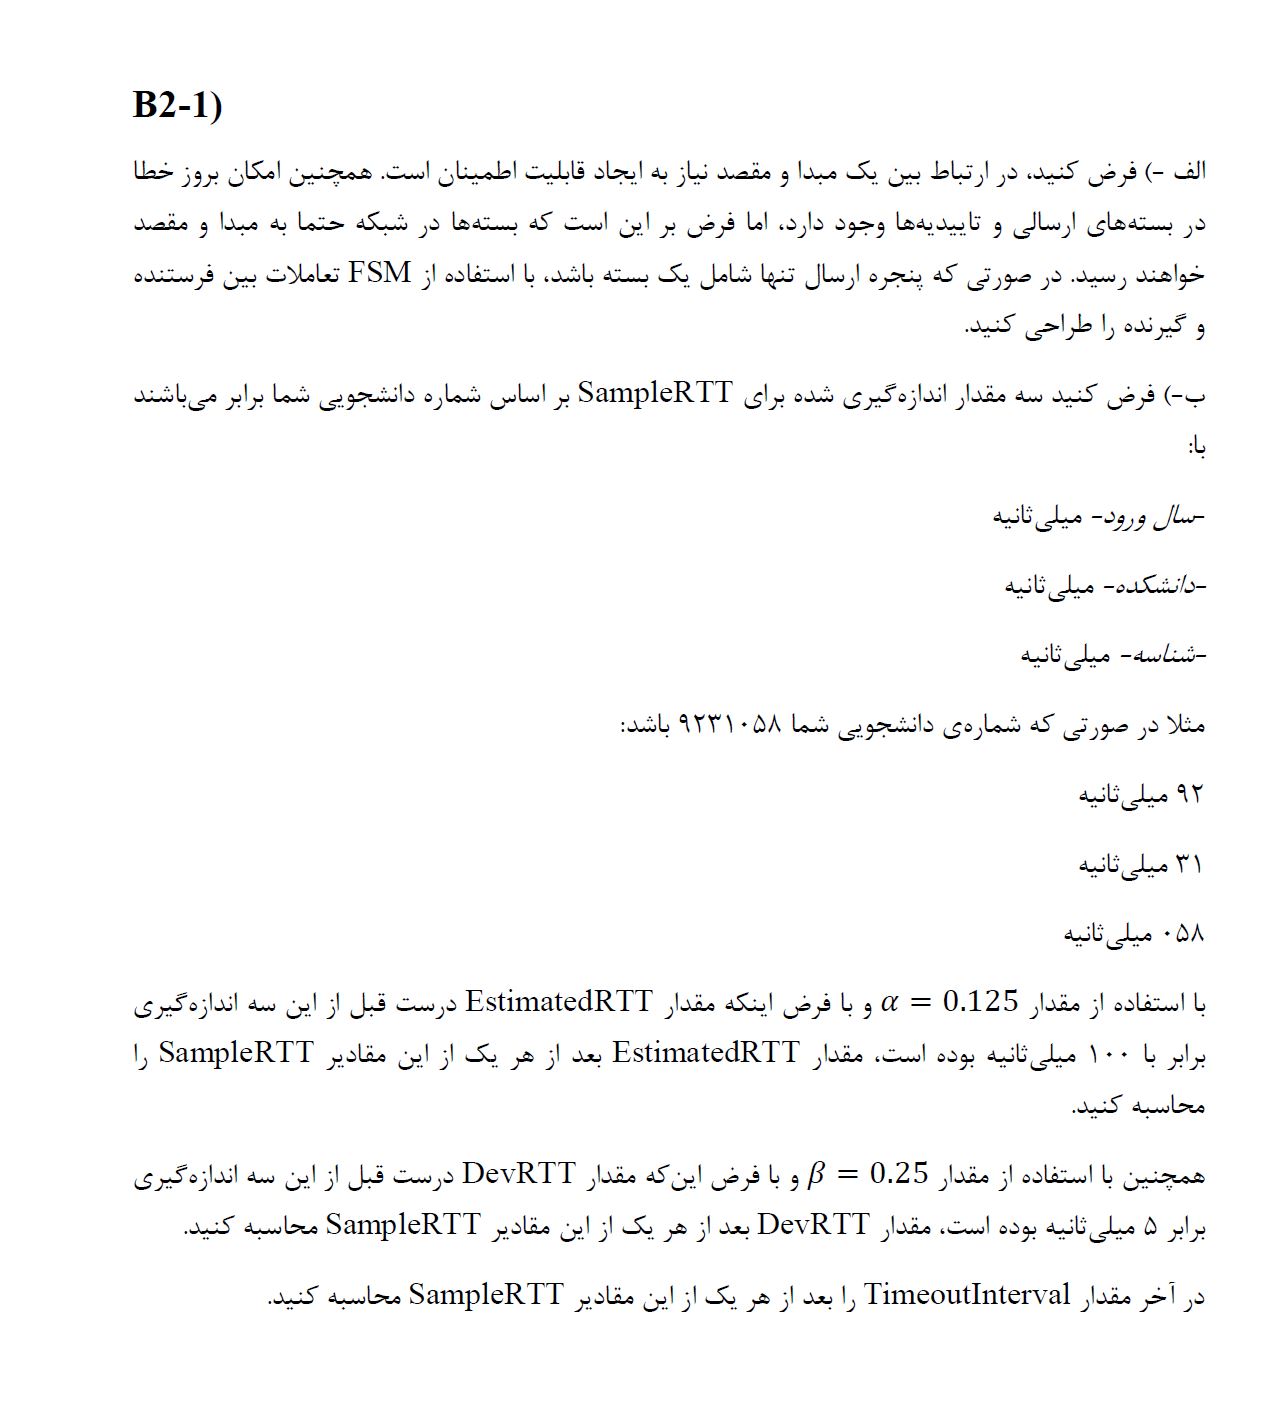 B2-1)
الف -) فرض کنید، در ارتباط بین یک مبدا و مقصد نیاز به ایجاد قابلیت اطمینان است. همچنین امکان بروز خطا
در بسته‌های ارسالی و تاییدیه‌ها وجود دارد، اما فرض بر این است که بسته‌ها در شبکه حتما به مبدا و مقصد
خواهند رسید. در صورتی که پنجره ارسال تنها شامل یک بسته باشد، با استفاده از FSM تعاملات بین فرستنده
و گیرنده را طراحی کنید.
ب-) فرض کنید سه مقدار اندازه‌گیری شده برای SampleRTT بر اساس شماره دانشجویی شما برابر می‌باشند
با:
-سال ورود- میلی‌ثانیه
-دانشکده- میلی‌ثانیه
-شناسه- میلی‌ثانیه
مثلا در صورتی که شماره‌ی دانشجویی شما ۹۲۳۱۰۵۸ باشد:
۹۲ میلی‌ثانیه
۳۱ میلی‌ثانیه
۰۵۸ میلی‌ثانیه
با استفاده از مقدار α = 0.125 و با فرض اینکه مقدار EstimatedRTT درست قبل از این سه اندازه‌گیری
برابر با ۱۰۰ میلی‌ثانیه بوده است، مقدار EstimatedRTT بعد از هر یک از این مقادیر SampleRTT را
محاسبه کنید.
همچنین با استفاده از مقدار β = 0.25 و با فرض این‌که مقدار DevRTT درست قبل از این سه اندازه‌گیری
برابر ۵ میلی‌ثانیه بوده است، مقدار DevRTT بعد از هر یک از این مقادیر SampleRTT محاسبه کنید.
در آخر مقدار TimeoutInterval را بعد از هر یک از این مقادیر SampleRTT محاسبه کنید.